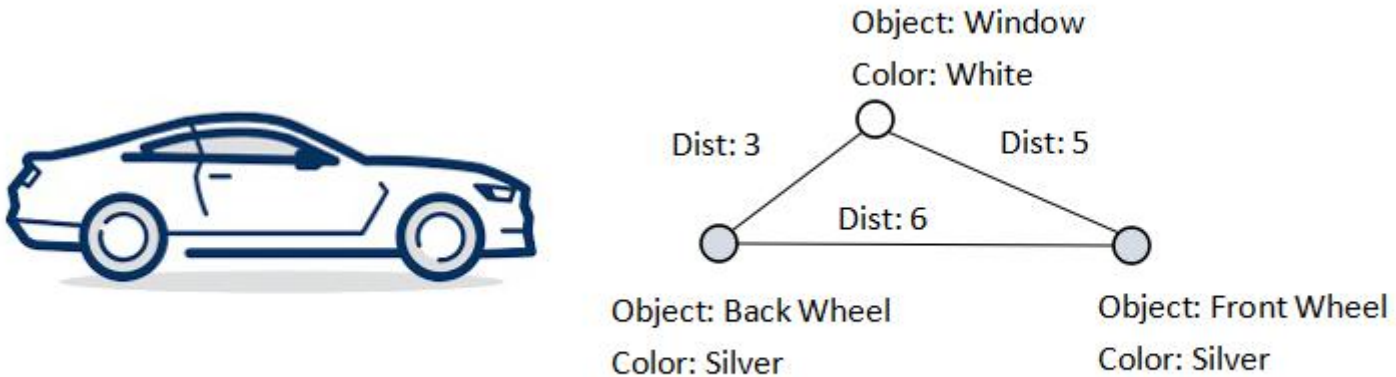 Object: Window
Color: White
Dist: 3
Dist: 5
Dist: 6
Object: Back Wheel
Color: Silver
Object: Front Wheel
Color: Silver